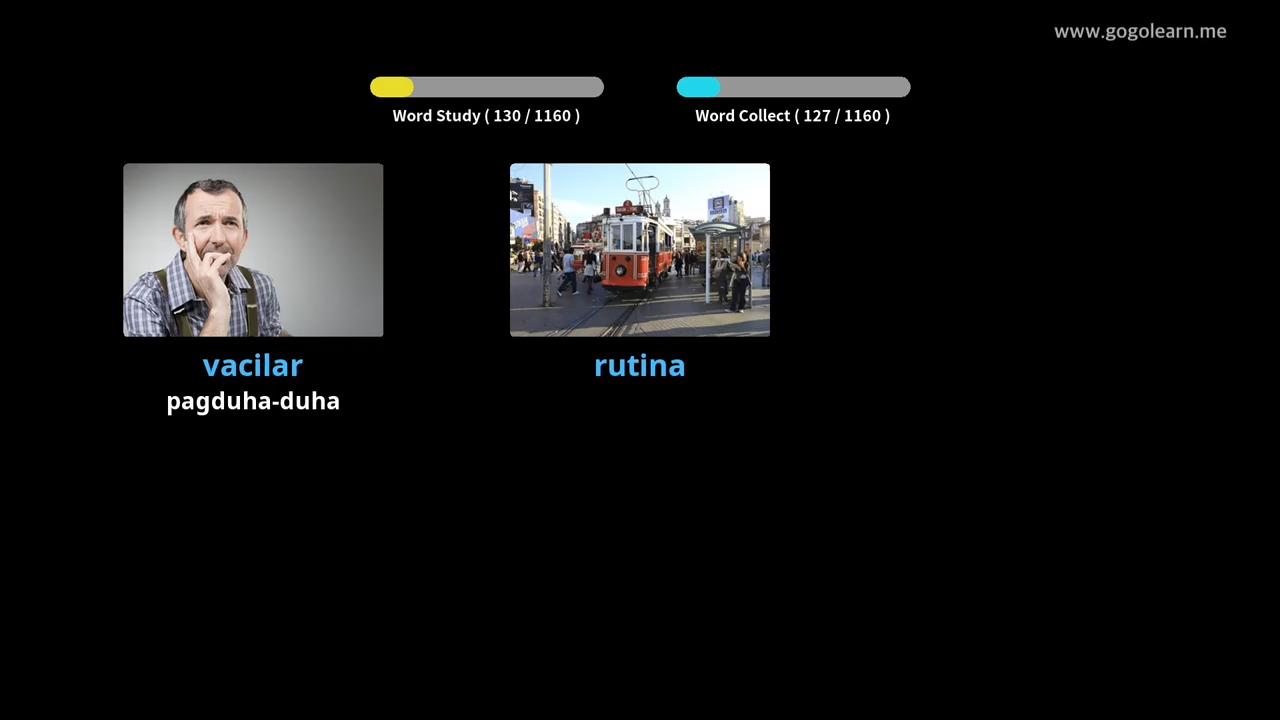 www.gogolearn.me
Word Study ( 130 / 1160 )
Word Collect ( 127 / 1160 )
vacilar
pagduha-duha
rutina